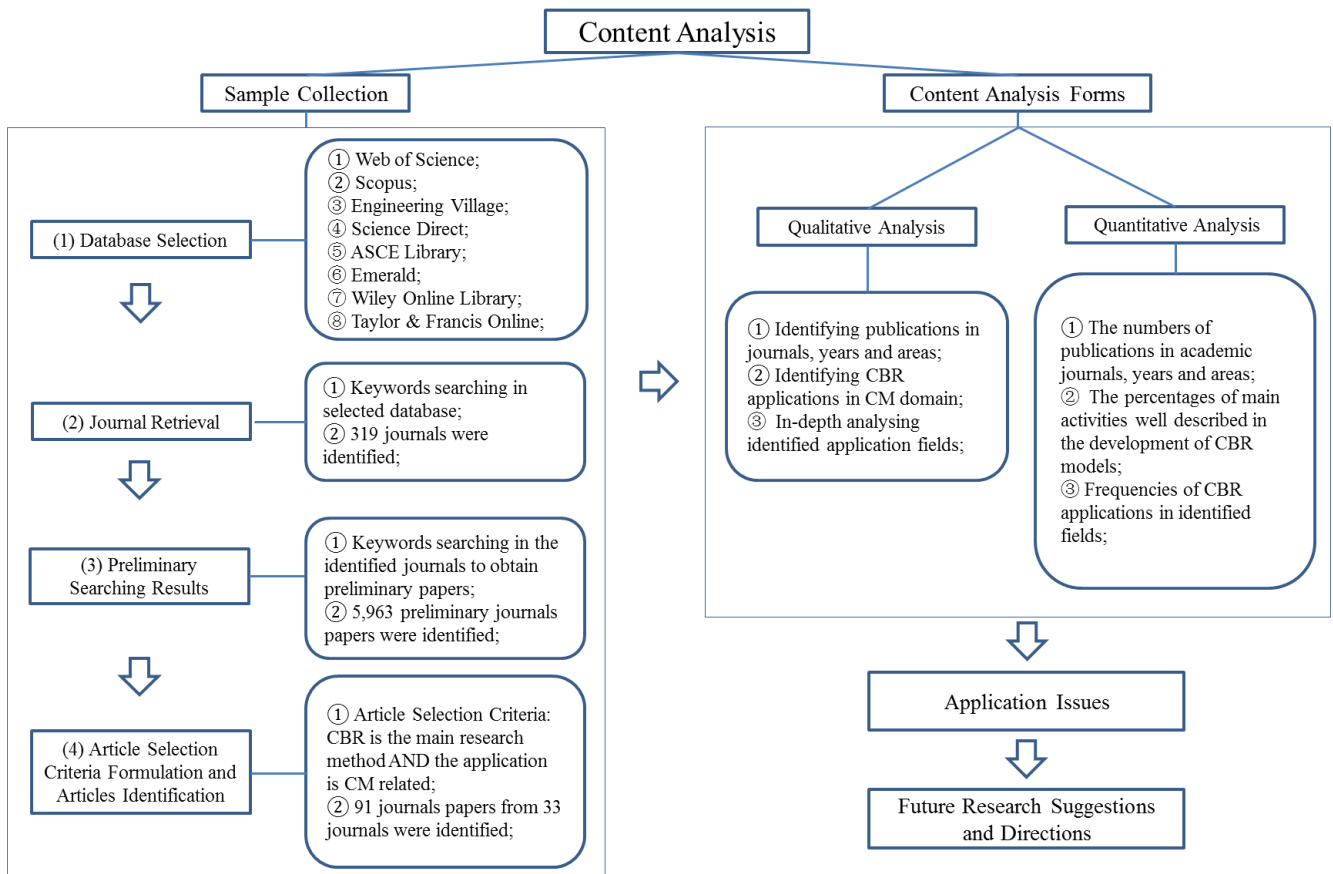 Content Analysis
Sample Collection
(1) Database Selection
① Web of Science;
② Scopus;
③ Engineering Village;
④ Science Direct;
⑤ ASCE Library;
⑥ Emerald;
⑦ Wiley Online Library;
⑧ Taylor & Francis Online;
(2) Journal Retrieval
① Keywords searching in
selected database;
② 319 journals were
identified;
(3) Preliminary
Searching Results
① Keywords searching in the
identified journals to obtain
preliminary papers;
② 5,963 preliminary journals
papers were identified;
(4) Article Selection
Criteria Formulation and
Articles Identification
① Article Selection Criteria:
CBR is the main research
method AND the application
is CM related;
② 91 journals papers from 33
journals were identified;
Content Analysis Forms
Qualitative Analysis
① Identifying publications in
journals, years and areas;
② Identifying CBR
applications in CM domain;
③ In-depth analysing
identified application fields;
Quantitative Analysis
① The numbers of
publications in academic
journals, years and areas;
② The percentages of main
activities well described in
the development of CBR
models;
③ Frequencies of CBR
applications in identified
fields;
Application Issues
Future Research Suggestions
and Directions